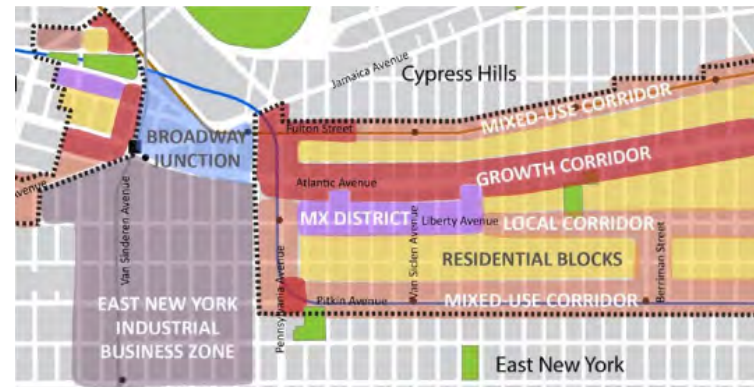 Jamaica Avenue
Cypress Hills
MIXED-USE CORRIDOR
BROADWAY
JUNCTION
Fulton Street
GROWTH CORRIDOR
Atlantic Avenue
MX DISTRICT
Liberty Avenue
LOCAL CORRIDOR
Avenue
Van Sinderen Avenue
Van Siclen Avenue
Berriman Street
RESIDENTIAL BLOCKS
Pennsylvania Avenue
Pitkin Avenue
MIXED-USE CORRIDOR
EAST NEW YORK
INDUSTRIAL
BUSINESS ZONE
East New York